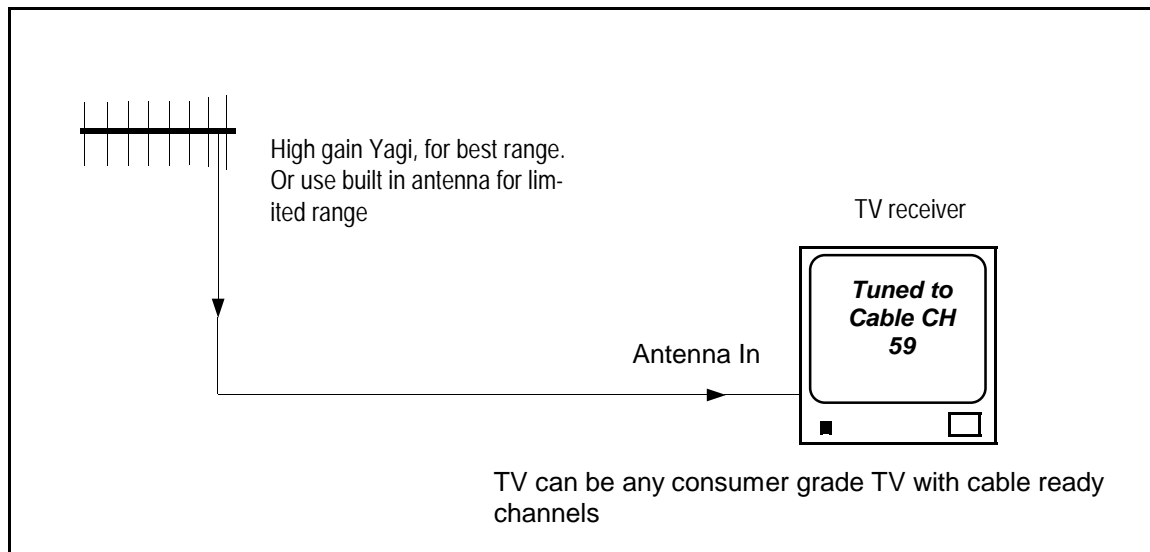 High gain Yagi, for best range.
Or use built in antenna for lim-
ited range
TV receiver
Tuned to
Cable CH
59
Antenna In
TV can be any consumer grade TV with cable ready
channels